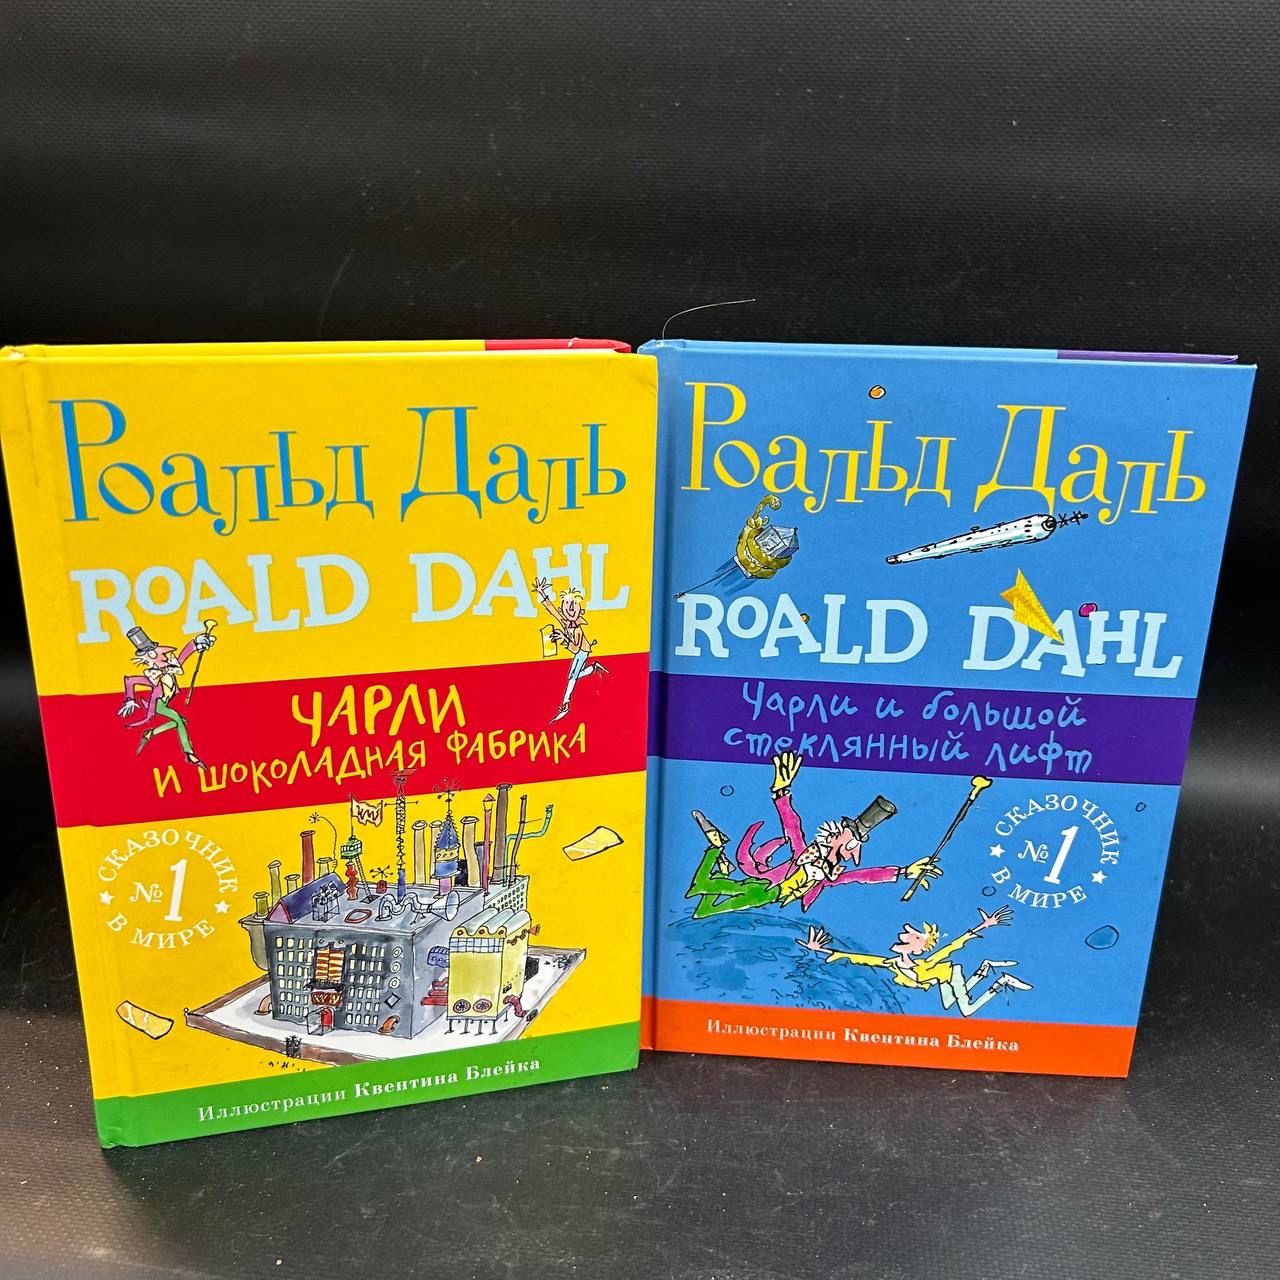 Роальд Даль
ROALD DAHL
ЧАРЛИ
И ШОКОЛАДНАЯ ФАБРИКА
СКАЗОЧНИК
№1
В МИРЕ
Иллюстрации Квентина Блейка
Роальд Даль
ROALD DAHL
Чарли и большой
стеклянный лифт
СКАЗОЧНИК
№1
В МИРЕ
Иллюстрации Квентина Блейка